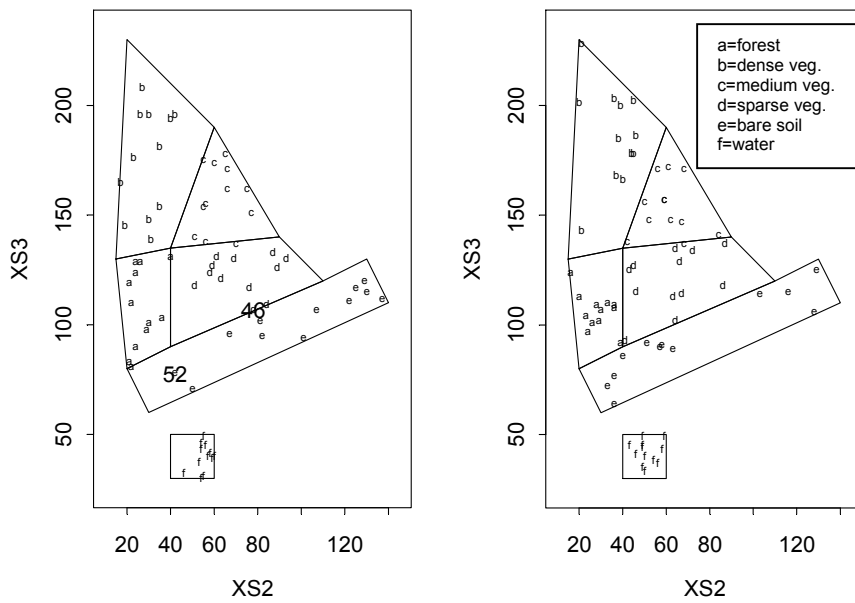 XS3
200
150
100
50
46
52
20 40 60 80 120
XS2
a=forest
b=dense veg.
c=medium veg.
d=sparse veg.
e=bare soil
f=water
XS3
200
150
100
50
20 40 60 80 120
XS2